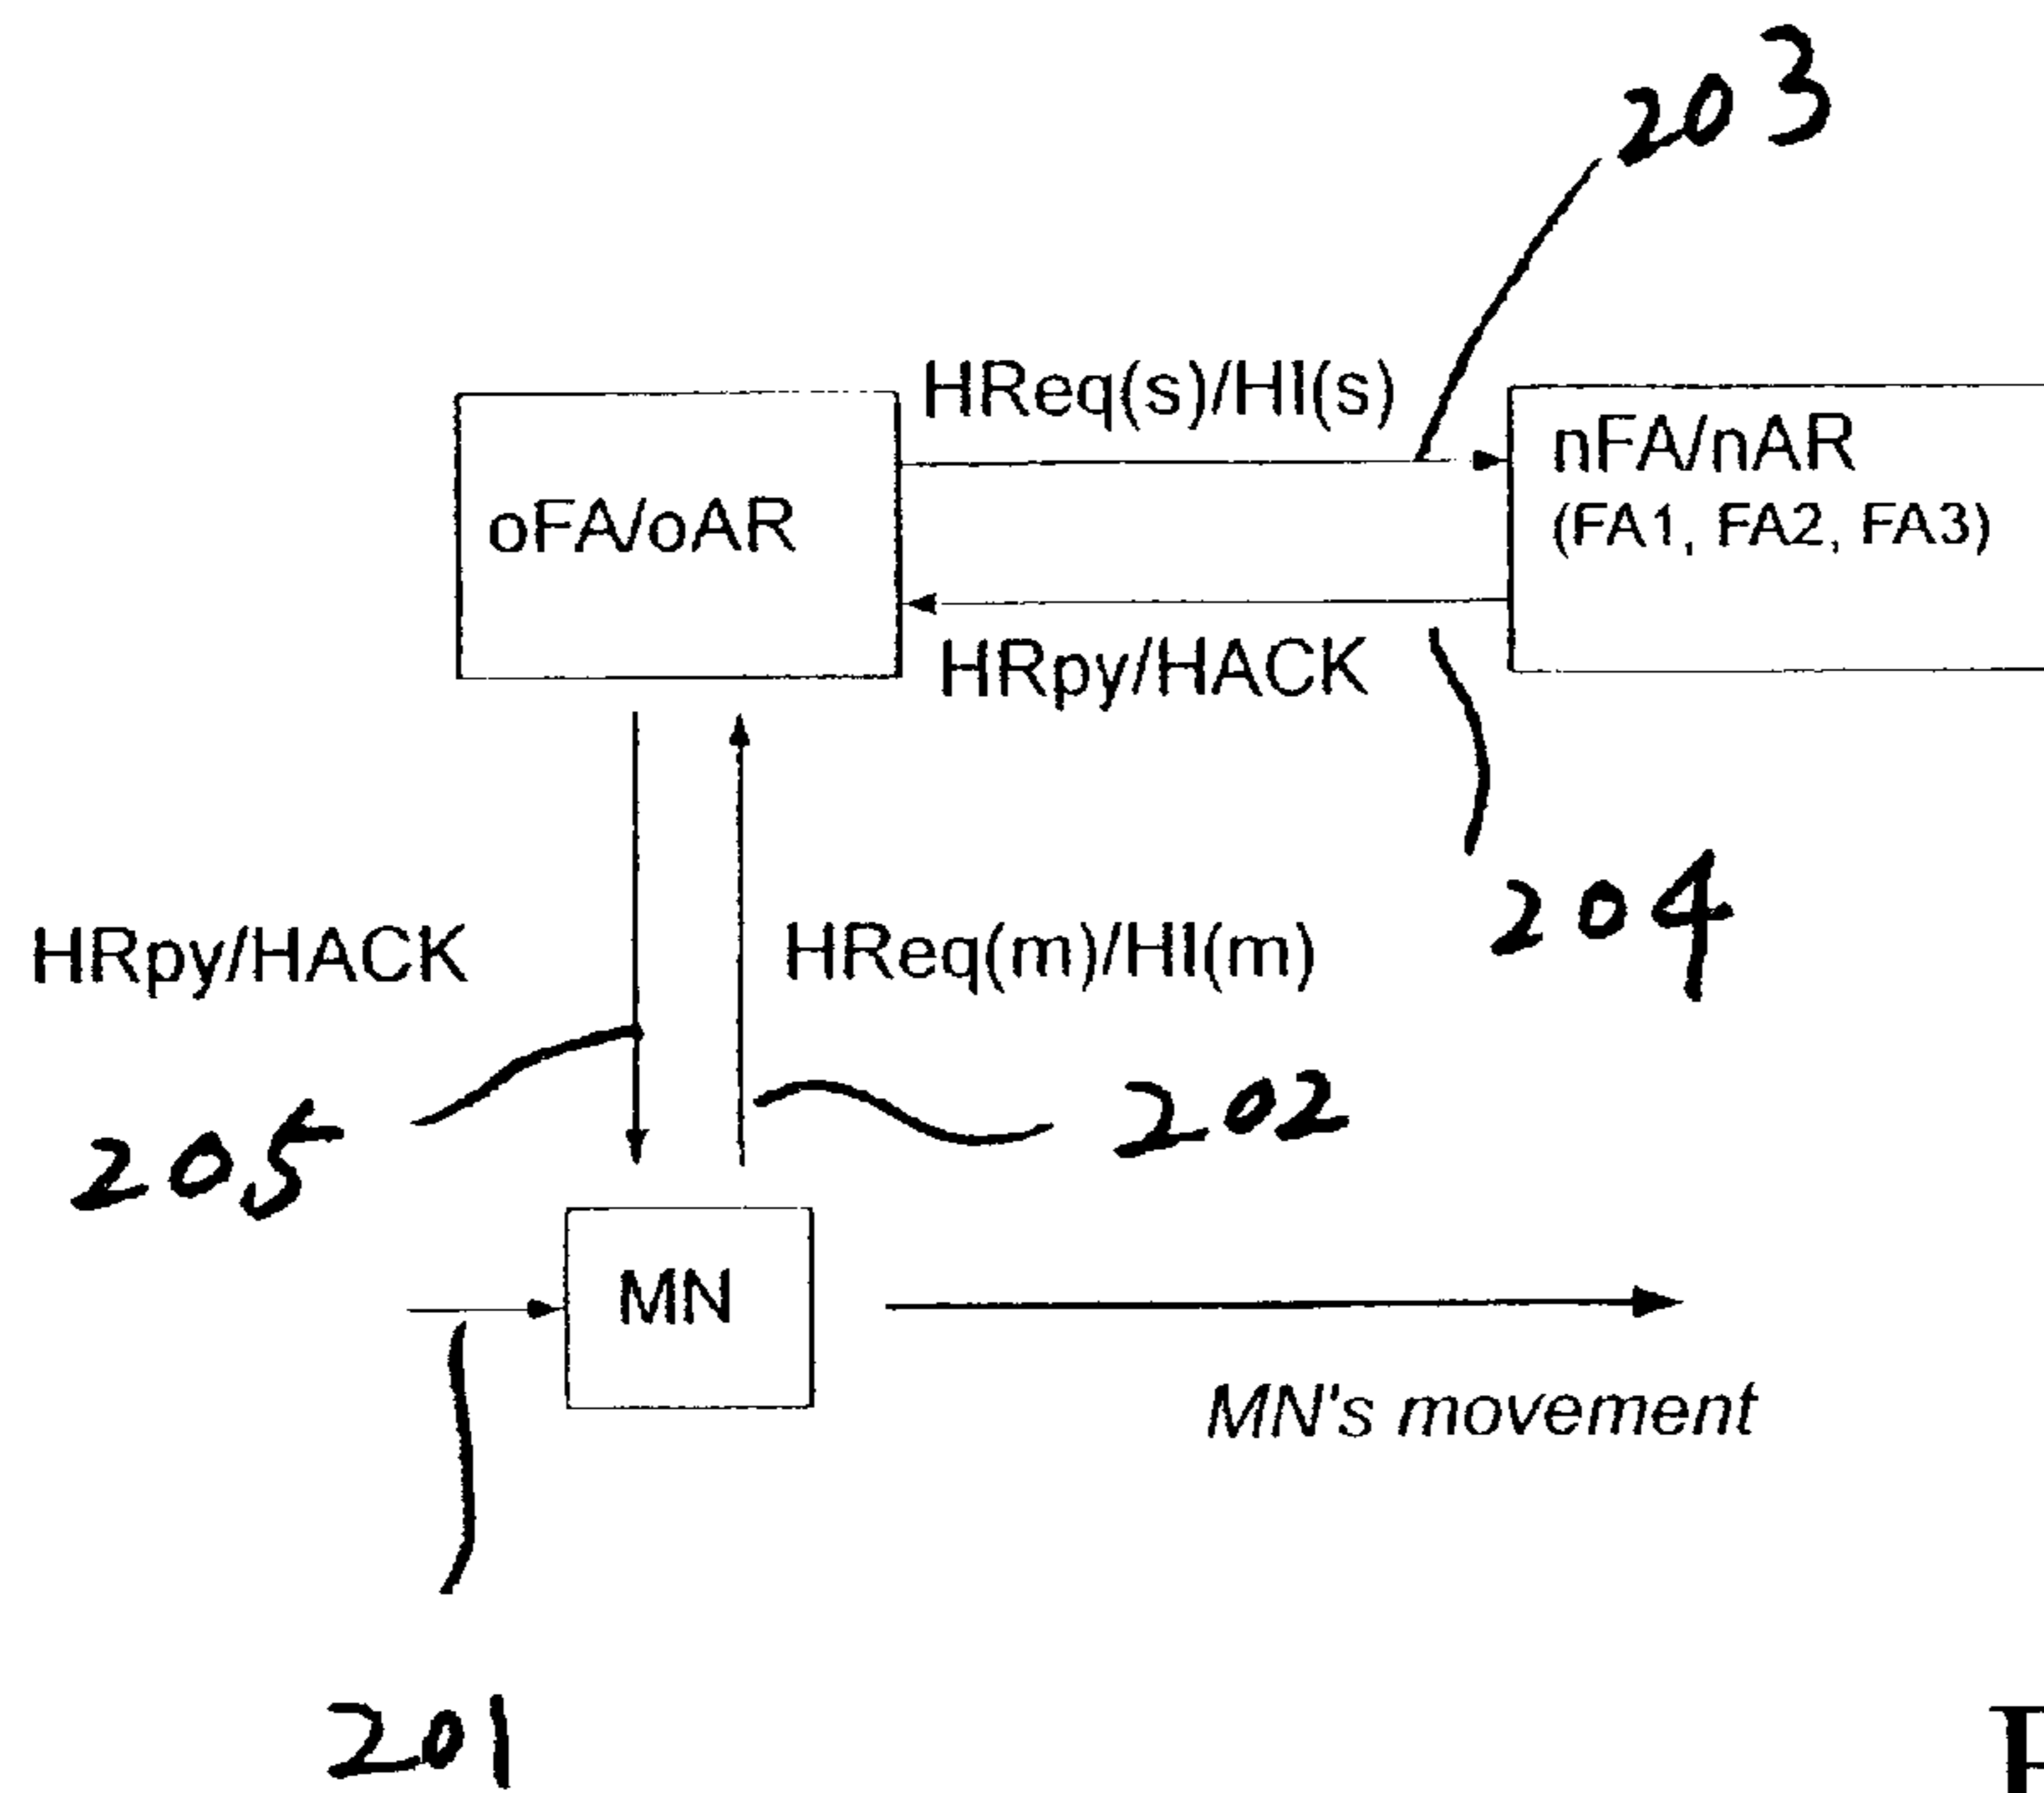 203
HReq(s)/HI(s)
nFA/nAR
(FA1, FA2, FA3)
oFA/oAR
HRpy/HACK
204
HRpy/HACK
HReq(m)/HI(m)
205
202
MN
MN's movement
201